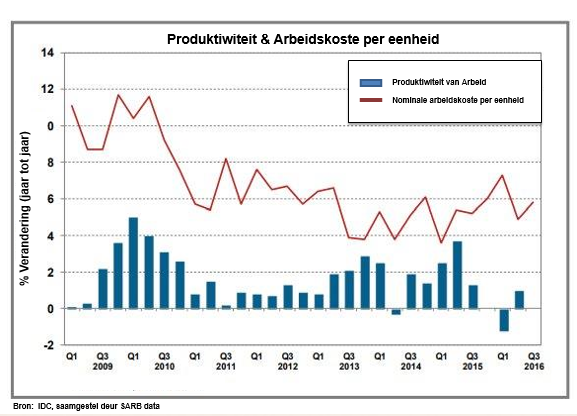 Produktiwiteit & Arbeidskoste per eenheid
Produktiwiteit van Arbeid
Nominale arbeidskoste per eenheid
% Verandering (jaar tot jaar)
14
12
0
8
6
4
2
0
-2
Q1 Q3 Q1 Q3 Q1 Q3 Q1 Q3 Q1 Q3 Q1 Q3 Q1 Q3 Q1 Q3
2009 2010 2011 2012 2013 2014 2015 2016
Bron: IDC, saamgestel deur SARB data